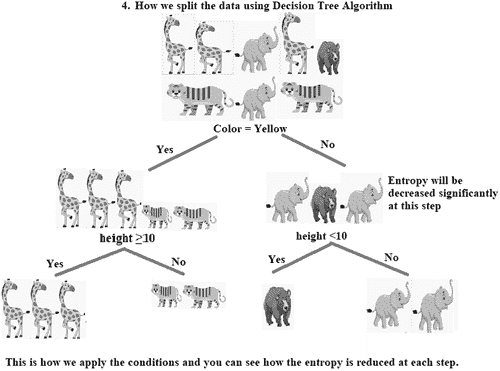 4. How we split the data using Decision Tree Algorithm
Color = Yellow
Yes
No
Entropy will be
decreased significantly
at this step
height ≥10
height <10
Yes
No
Yes
No
This is how we apply the conditions and you can see how the entropy is reduced at each step.